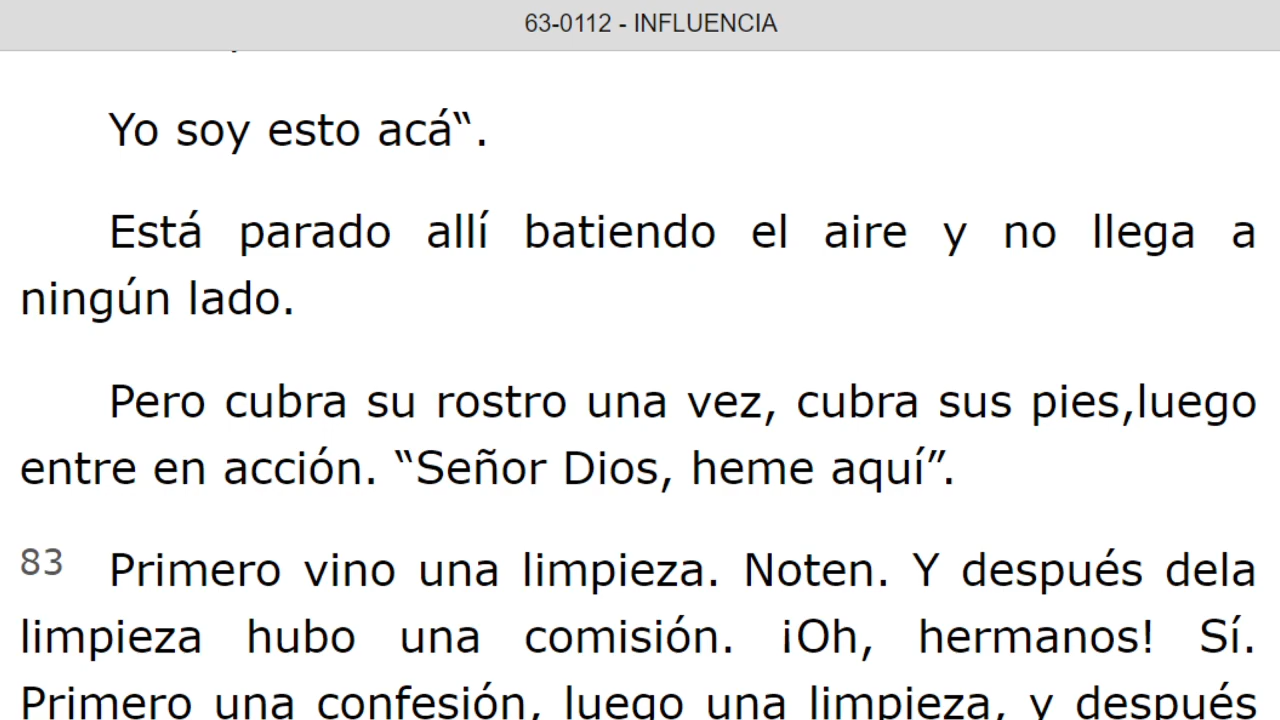 63-0112 - INFLUENCIA
Yo soy esto acá“.
Está parado allí batiendo el aire y no llega a
ningún lado.
Pero cubra su rostro una vez, cubra sus pies,luego
entre en acción. “Señor Dios, heme aquí”.
83 Primero vino una limpieza. Noten. Y después dela
limpieza hubo una comisión. ¡Oh, hermanos! Sí.
Primero una confesión, luego una limpieza, y después